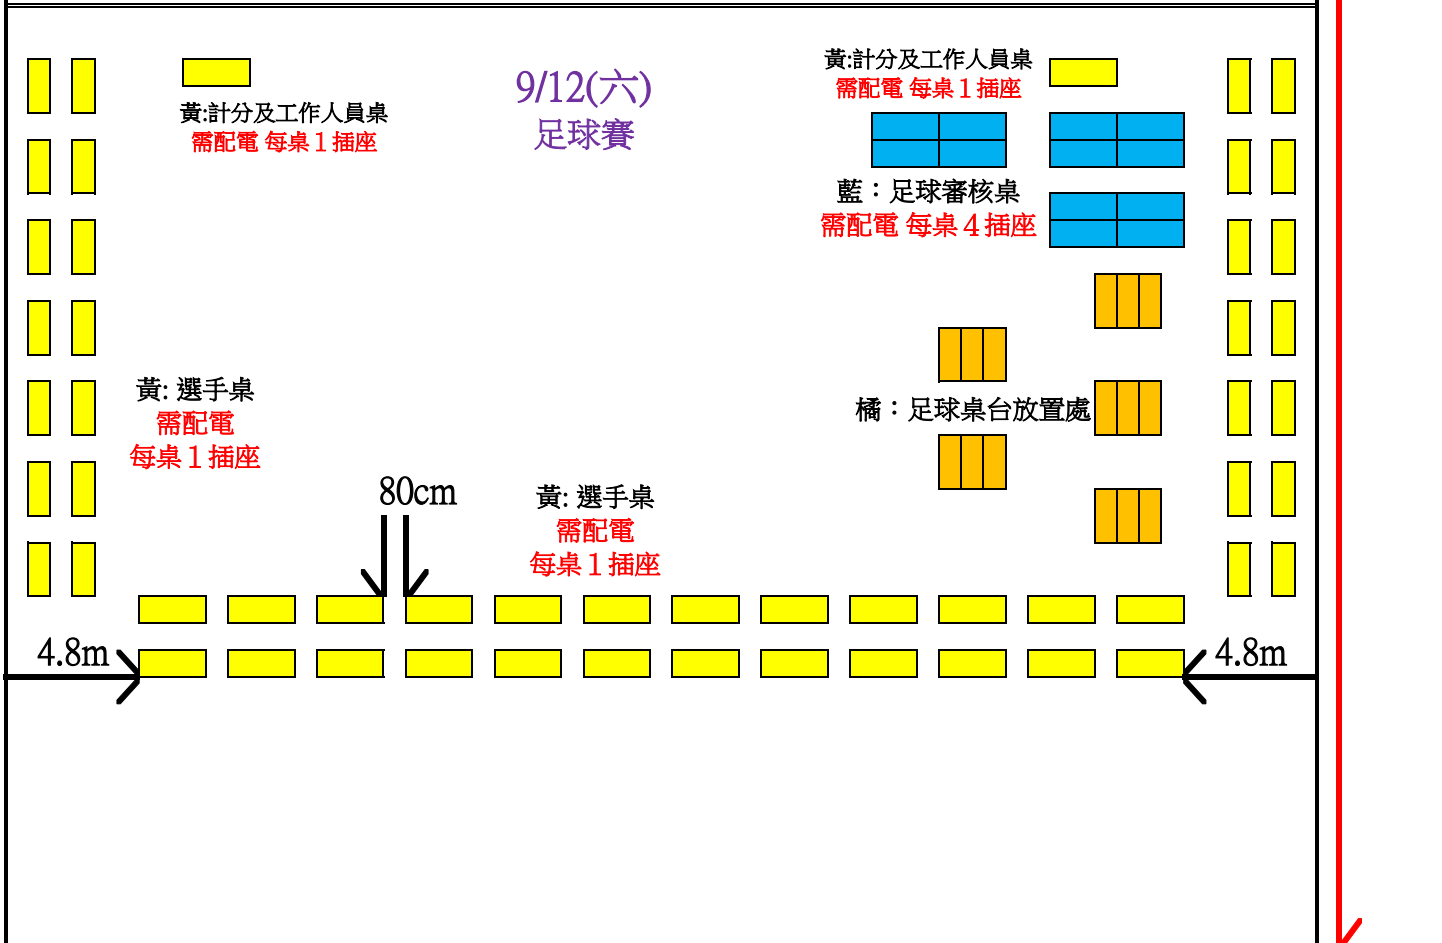 9/12(六)
足球賽
黃:計分及工作人員桌
需配電 每桌 1 插座
黃:計分及工作人員桌
需配電 每桌 1 插座
藍：足球審核桌
需配電 每桌 4 插座
橘：足球桌台放置處
黃: 選手桌
需配電
每桌 1 插座
80cm
黃: 選手桌
需配電
每桌 1 插座
4.8m
4.8m